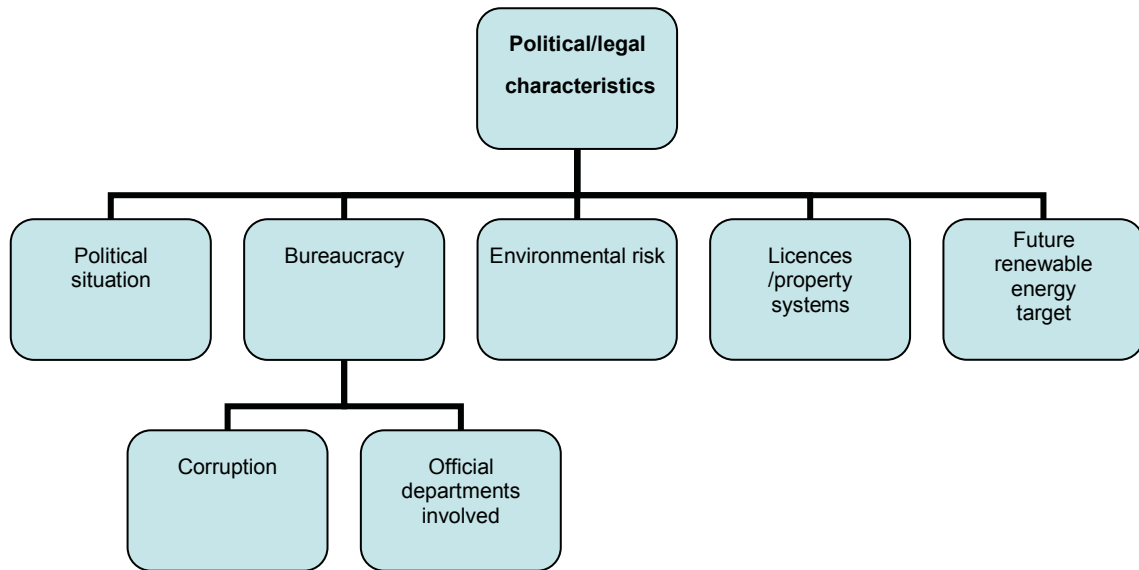 Political/legal
characteristics
Political
situation
Bureaucracy
Environmental risk
Licences
/property
systems
Future
renewable
energy
target
Corruption
Official
departments
involved